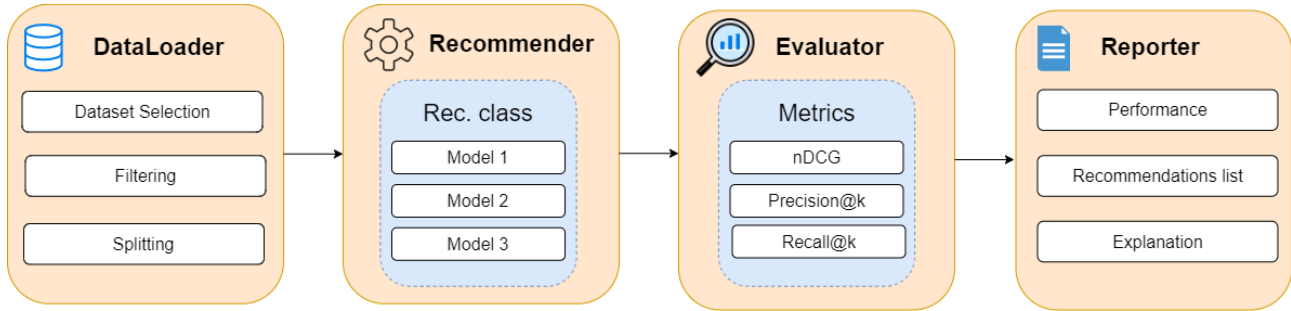 DataLoader
Dataset Selection
Filtering
Splitting
Recommender
Rec. class
Model 1
Model 2
Model 3
Evaluator
Metrics
nDCG
Precision@k
Recall@k
Reporter
Performance
Recommendations list
Explanation